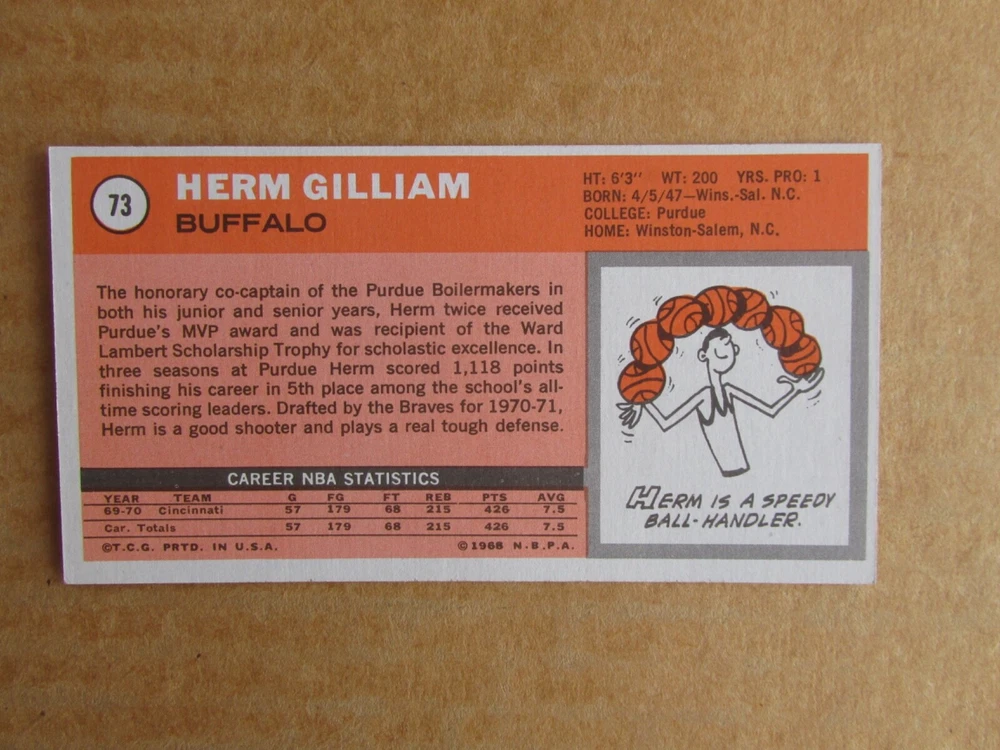 73
HERM GILLIAM
BUFFALO
HT: 6'3" WT: 200 YRS. PRO: 1
BORN: 4/5/47—Wins.-Sal. N.C.
COLLEGE: Purdue
HOME: Winston-Salem, N.C.
The honorary co-captain of the Purdue Boilermakers in
both his junior and senior years, Herm twice received
Purdue's MVP award and was recipient of the Ward
Lambert Scholarship Trophy for scholastic excellence. In
three seasons at Purdue Herm scored 1,118 points
finishing his career in 5th place among the school's all-
time scoring leaders. Drafted by the Braves for 1970-71,
Herm is a good shooter and plays a real tough defense.
CAREER NBA STATISTICS
YEAR TEAM G FG FT REB PTS AVG
69-70 Cincinnati 57 179 68 215 426 7.5
Car. Totals 57 179 68 215 426 7.5
©T.C.G. PRTD. IN U.S.A. ©1968 N.B.P.A.
HERM IS A SPEEDY
BALL-HANDLER.